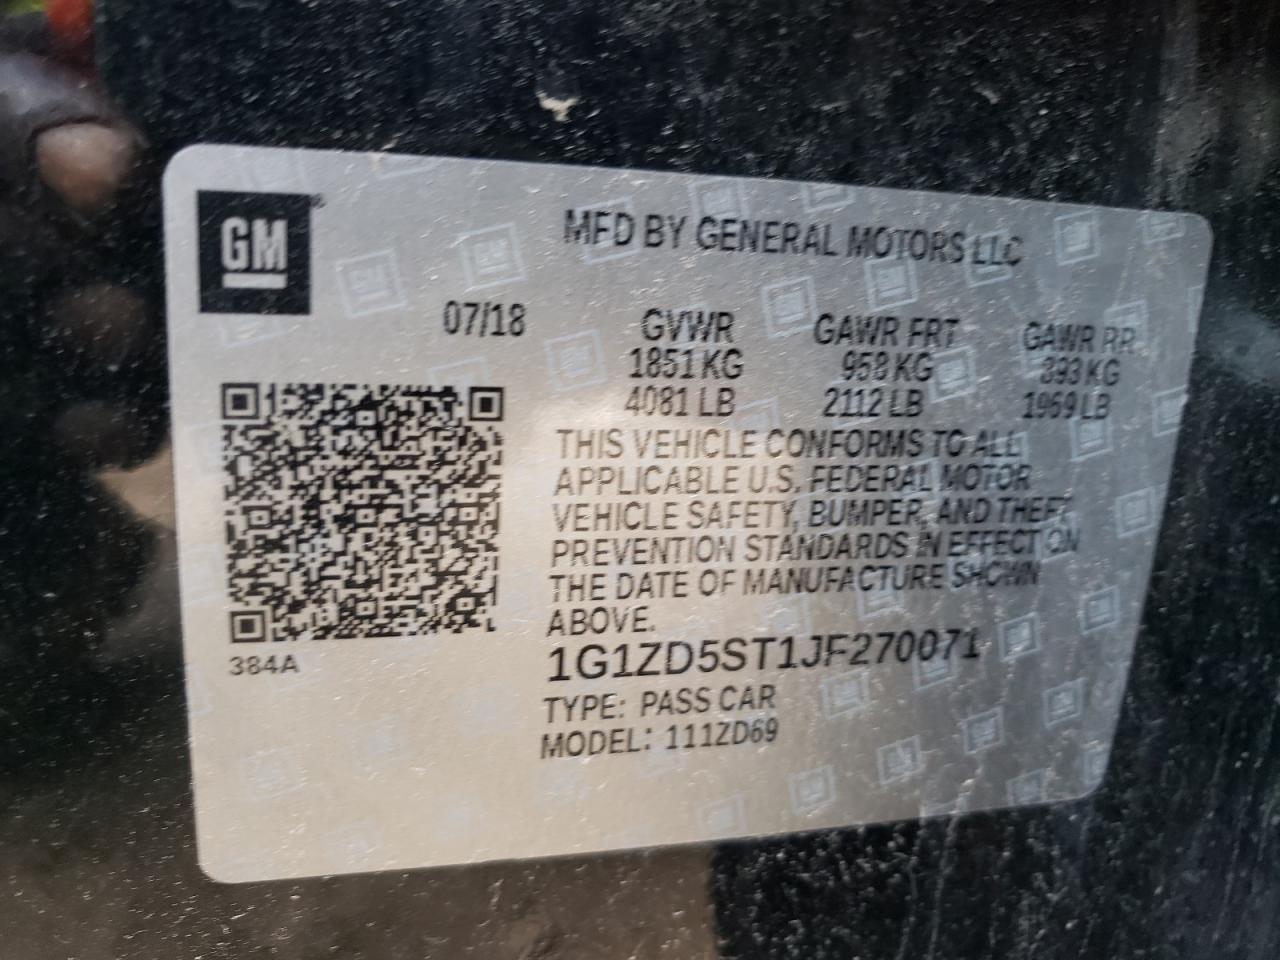 GM
MFD BY GENERAL MOTORS LLC
07/18
GVWR GAWR FRT GAWR RR
1851 KG 958 KG 893 KG
4081 LB 2112 LB 1969 LB
THIS VEHICLE CONFORMS TO ALL
APPLICABLE U.S. FEDERAL MOTOR
VEHICLE SAFETY, BUMPER, AND THEFT
PREVENTION STANDARDS IN EFFECT ON
THE DATE OF MANUFACTURE SHOWN
ABOVE.
384A
1G1ZD5ST1JF270071
TYPE: PASS CAR
MODEL: 111ZD69